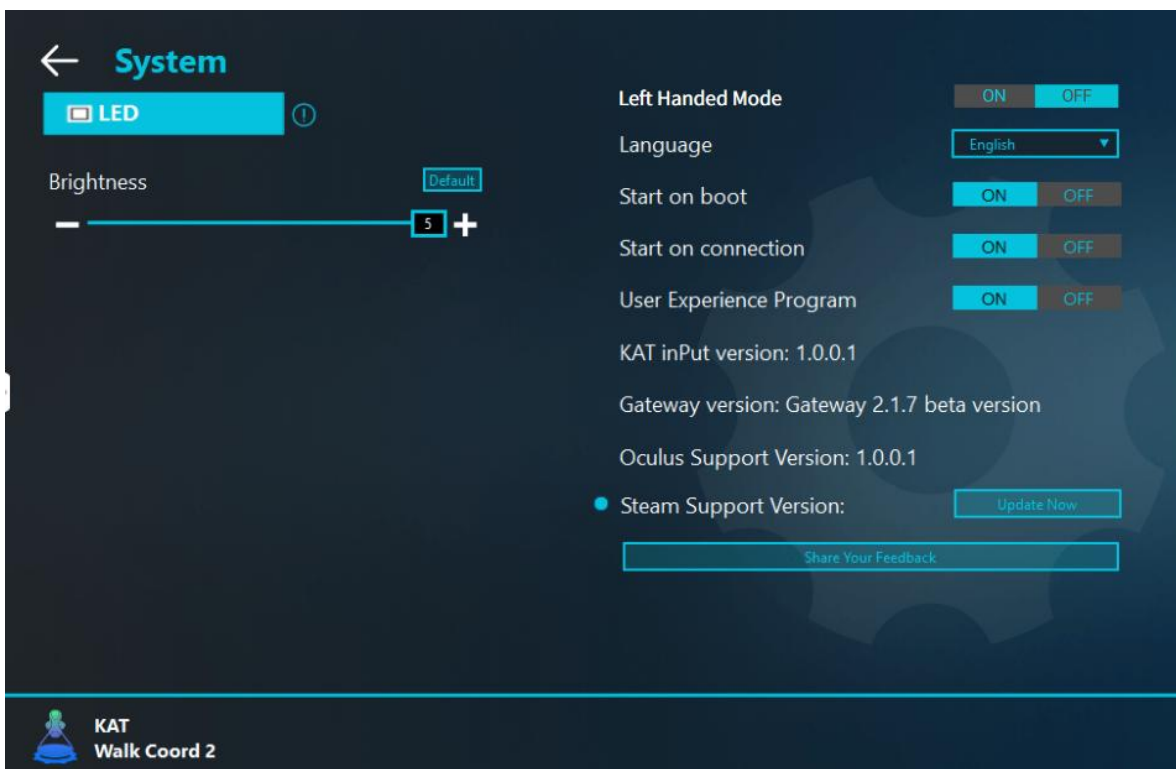 System
LED
Brightness
Default
5
Left Handed Mode ON OFF
Language English
Start on boot ON OFF
Start on connection ON OFF
User Experience Program ON OFF
KAT inPut version: 1.0.0.1
Gateway version: Gateway 2.1.7 beta version
Oculus Support Version: 1.0.0.1
Steam Support Version: Update Now
Share Your Feedback
KAT
Walk Coord 2